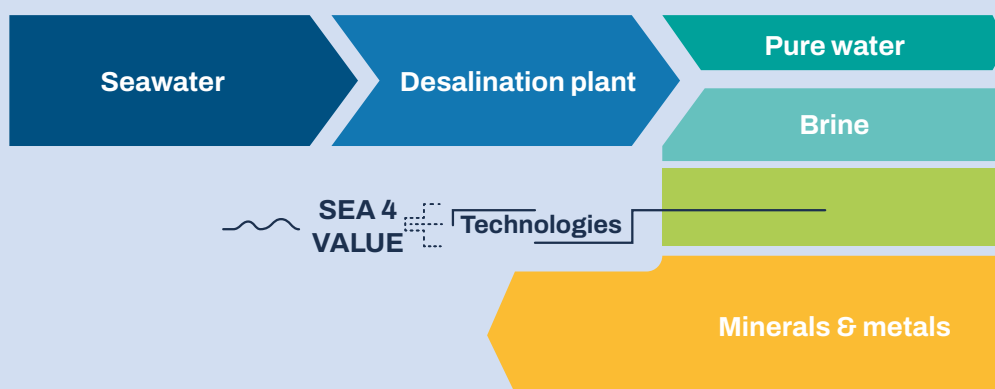 Seawater
Desalination plant
Pure water
Brine
SEA 4
VALUE
Technologies
Minerals & metals